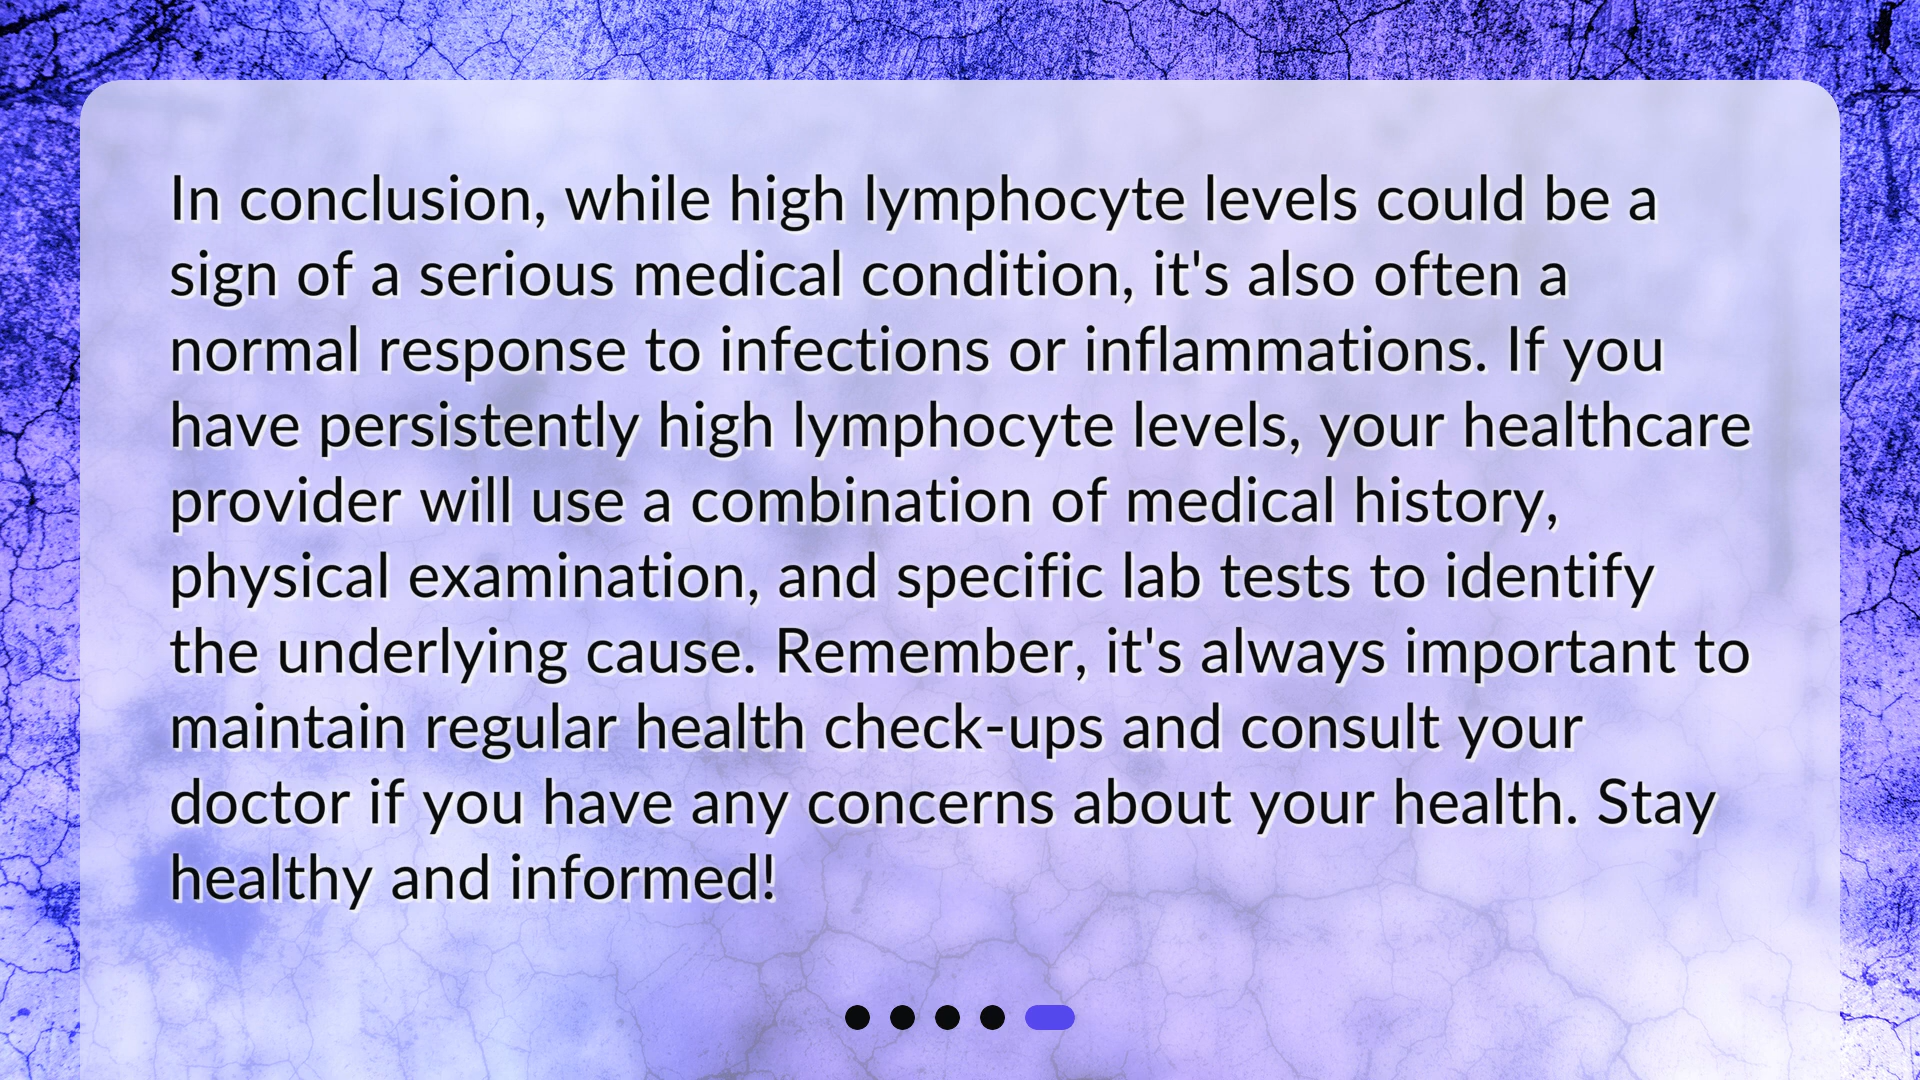 In conclusion, while high lymphocyte levels could be a
sign of a serious medical condition, it's also often a
normal response to infections or inflammations. If you
have persistently high lymphocyte levels, your healthcare
provider will use a combination of medical history,
physical examination, and specific lab tests to identify
the underlying cause. Remember, it's always important to
maintain regular health check-ups and consult your
doctor if you have any concerns about your health. Stay
healthy and informed!